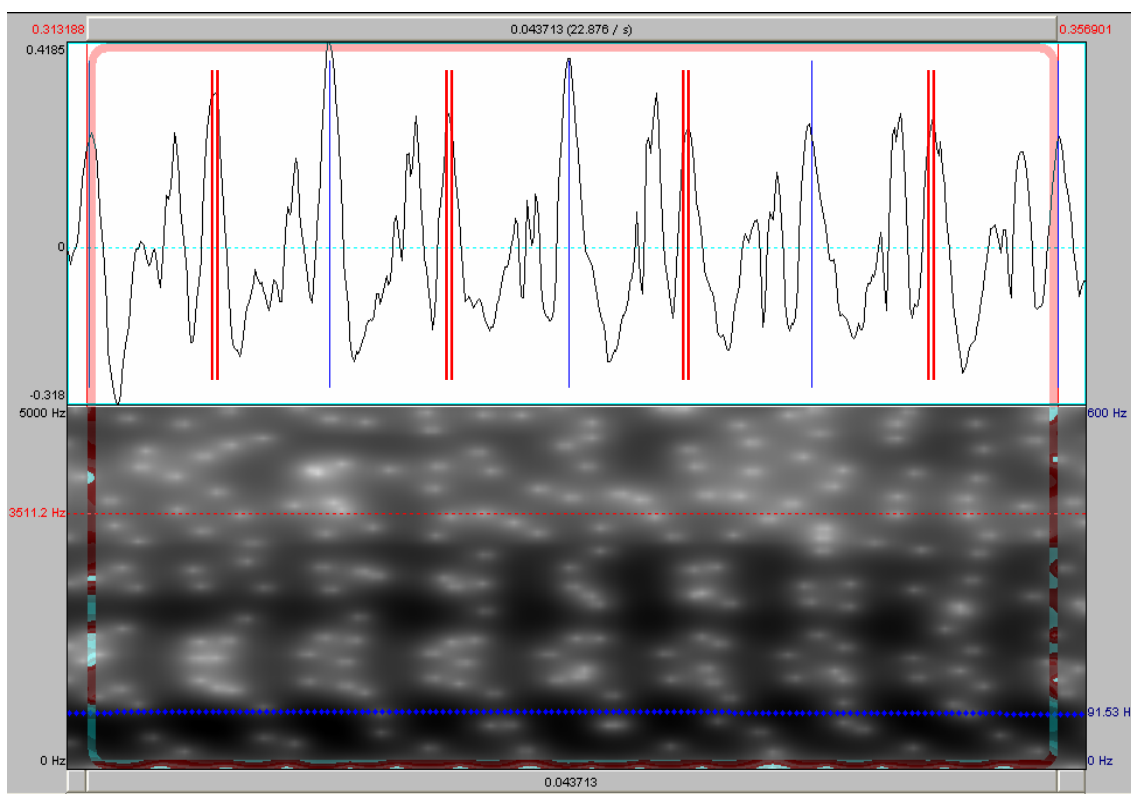 0.313188 0.043713 (22.876 / s) 0.356901
0.4185
0
-0.318
5000 Hz 600 Hz
3511.2 Hz
91.53 H
0 Hz 0 Hz
0.043713